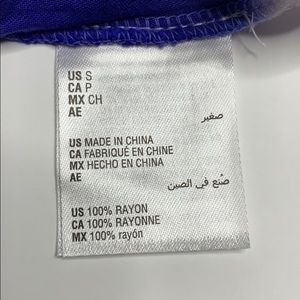 US S
CA P
MX CH
AE
صغير
US MADE IN CHINA
CA FABRIQUÉ EN CHINE
MX HECHO EN CHINA
AE
صُنع في الصين
US 100% RAYON
CA 100% RAYONNE
MX 100% rayón